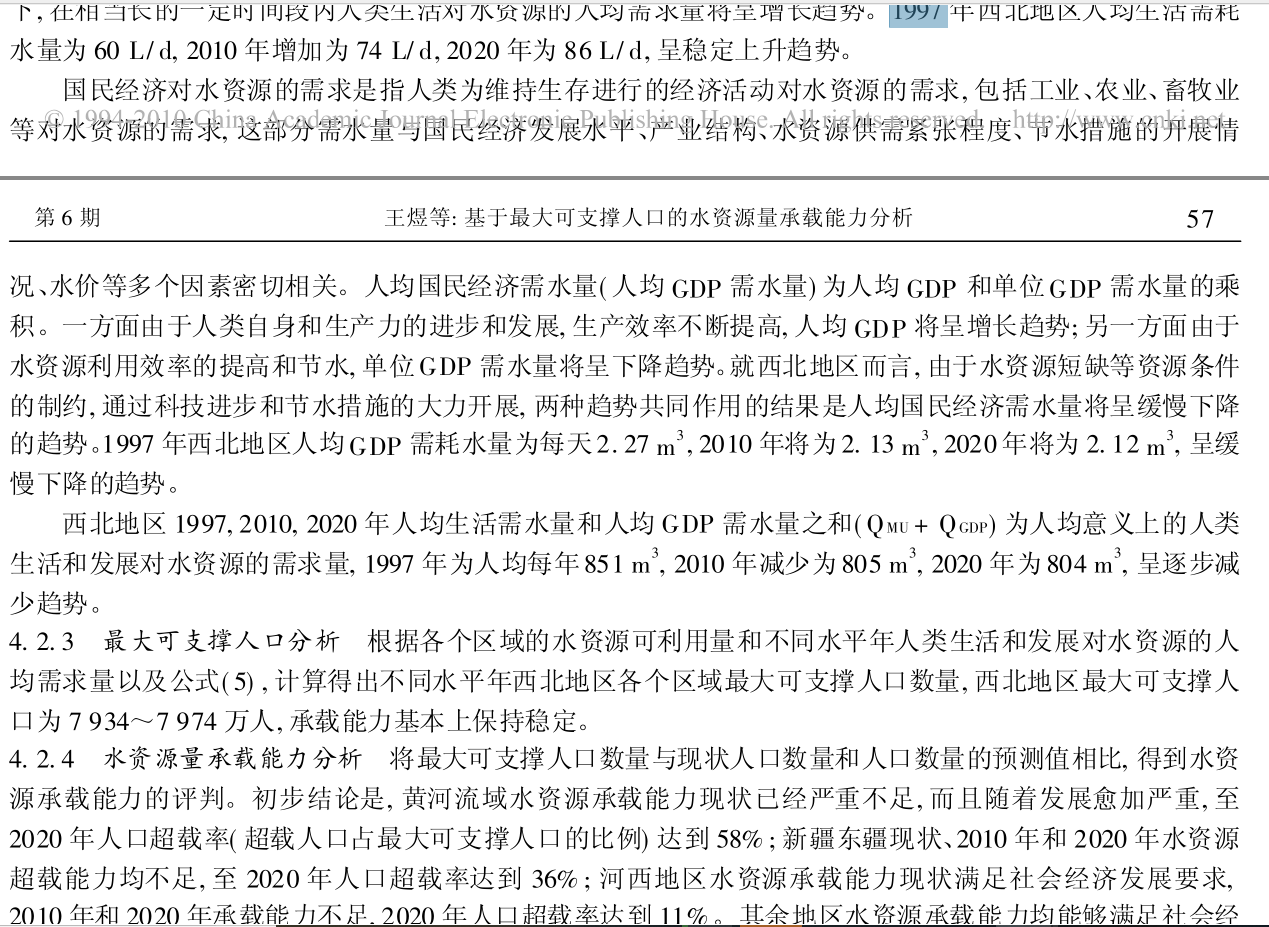 下, 在相当长的一定时间段内人类生活对水资源的人均需求量将呈增长趋势。1997 年西北地区人均生活需耗
水量为 60 L/d, 2010 年增加为 74 L/d, 2020 年为 86 L/d, 呈稳定上升趋势。
国民经济对水资源的需求是指人类为维持生存进行的经济活动对水资源的需求, 包括工业、农业、畜牧业
© 1994-2010 China Academic Journal Electronic Publishing House. All rights reserved. http://www.cnki.net
等对水资源的需求, 这部分需水量与国民经济发展水平、产业结构、水资源供需紧张程度、节水措施的开展情
第 6 期 王煜等: 基于最大可支撑人口的水资源量承载能力分析 57
况、水价等多个因素密切相关。人均国民经济需水量( 人均 GDP 需水量) 为人均 GDP 和单位 GDP 需水量的乘
积。一方面由于人类自身和生产力的进步和发展, 生产效率不断提高, 人均 GDP 将呈增长趋势; 另一方面由于
水资源利用效率的提高和节水, 单位 GDP 需水量将呈下降趋势。就西北地区而言, 由于水资源短缺等资源条件
的制约, 通过科技进步和节水措施的大力开展, 两种趋势共同作用的结果是人均国民经济需水量将呈缓慢下降
的趋势。1997 年西北地区人均 GDP 需耗水量为每天 2. 27 m³, 2010 年将为 2. 13 m³, 2020 年将为 2. 12 m³, 呈缓
慢下降的趋势。
西北地区 1997, 2010, 2020 年人均生活需水量和人均 GDP 需水量之和( Q MU + Q GDP) 为人均意义上的人类
生活和发展对水资源的需求量, 1997 年为人均每年 851 m³, 2010 年减少为 805 m³, 2020 年为 804 m³, 呈逐步减
少趋势。
4. 2. 3 最大可支撑人口分析 根据各个区域的水资源可利用量和不同水平年人类生活和发展对水资源的人
均需求量以及公式( 5) , 计算得出不同水平年西北地区各个区域最大可支撑人口数量, 西北地区最大可支撑人
口为 7 934～7 974 万人, 承载能力基本上保持稳定。
4. 2. 4 水资源量承载能力分析 将最大可支撑人口数量与现状人口数量和人口数量的预测值相比, 得到水资
源承载能力的评判。初步结论是, 黄河流域水资源承载能力现状已经严重不足, 而且随着发展愈加严重, 至
2020 年人口超载率( 超载人口占最大可支撑人口的比例) 达到 58% ; 新疆东疆现状、2010 年和 2020 年水资源
超载能力均不足, 至 2020 年人口超载率达到 36% ; 河西地区水资源承载能力现状满足社会经济发展要求,
2010 年和 2020 年承载能力不足, 2020 年人口超载率达到 11% 。其余地区水资源承载能力均能够满足社会经